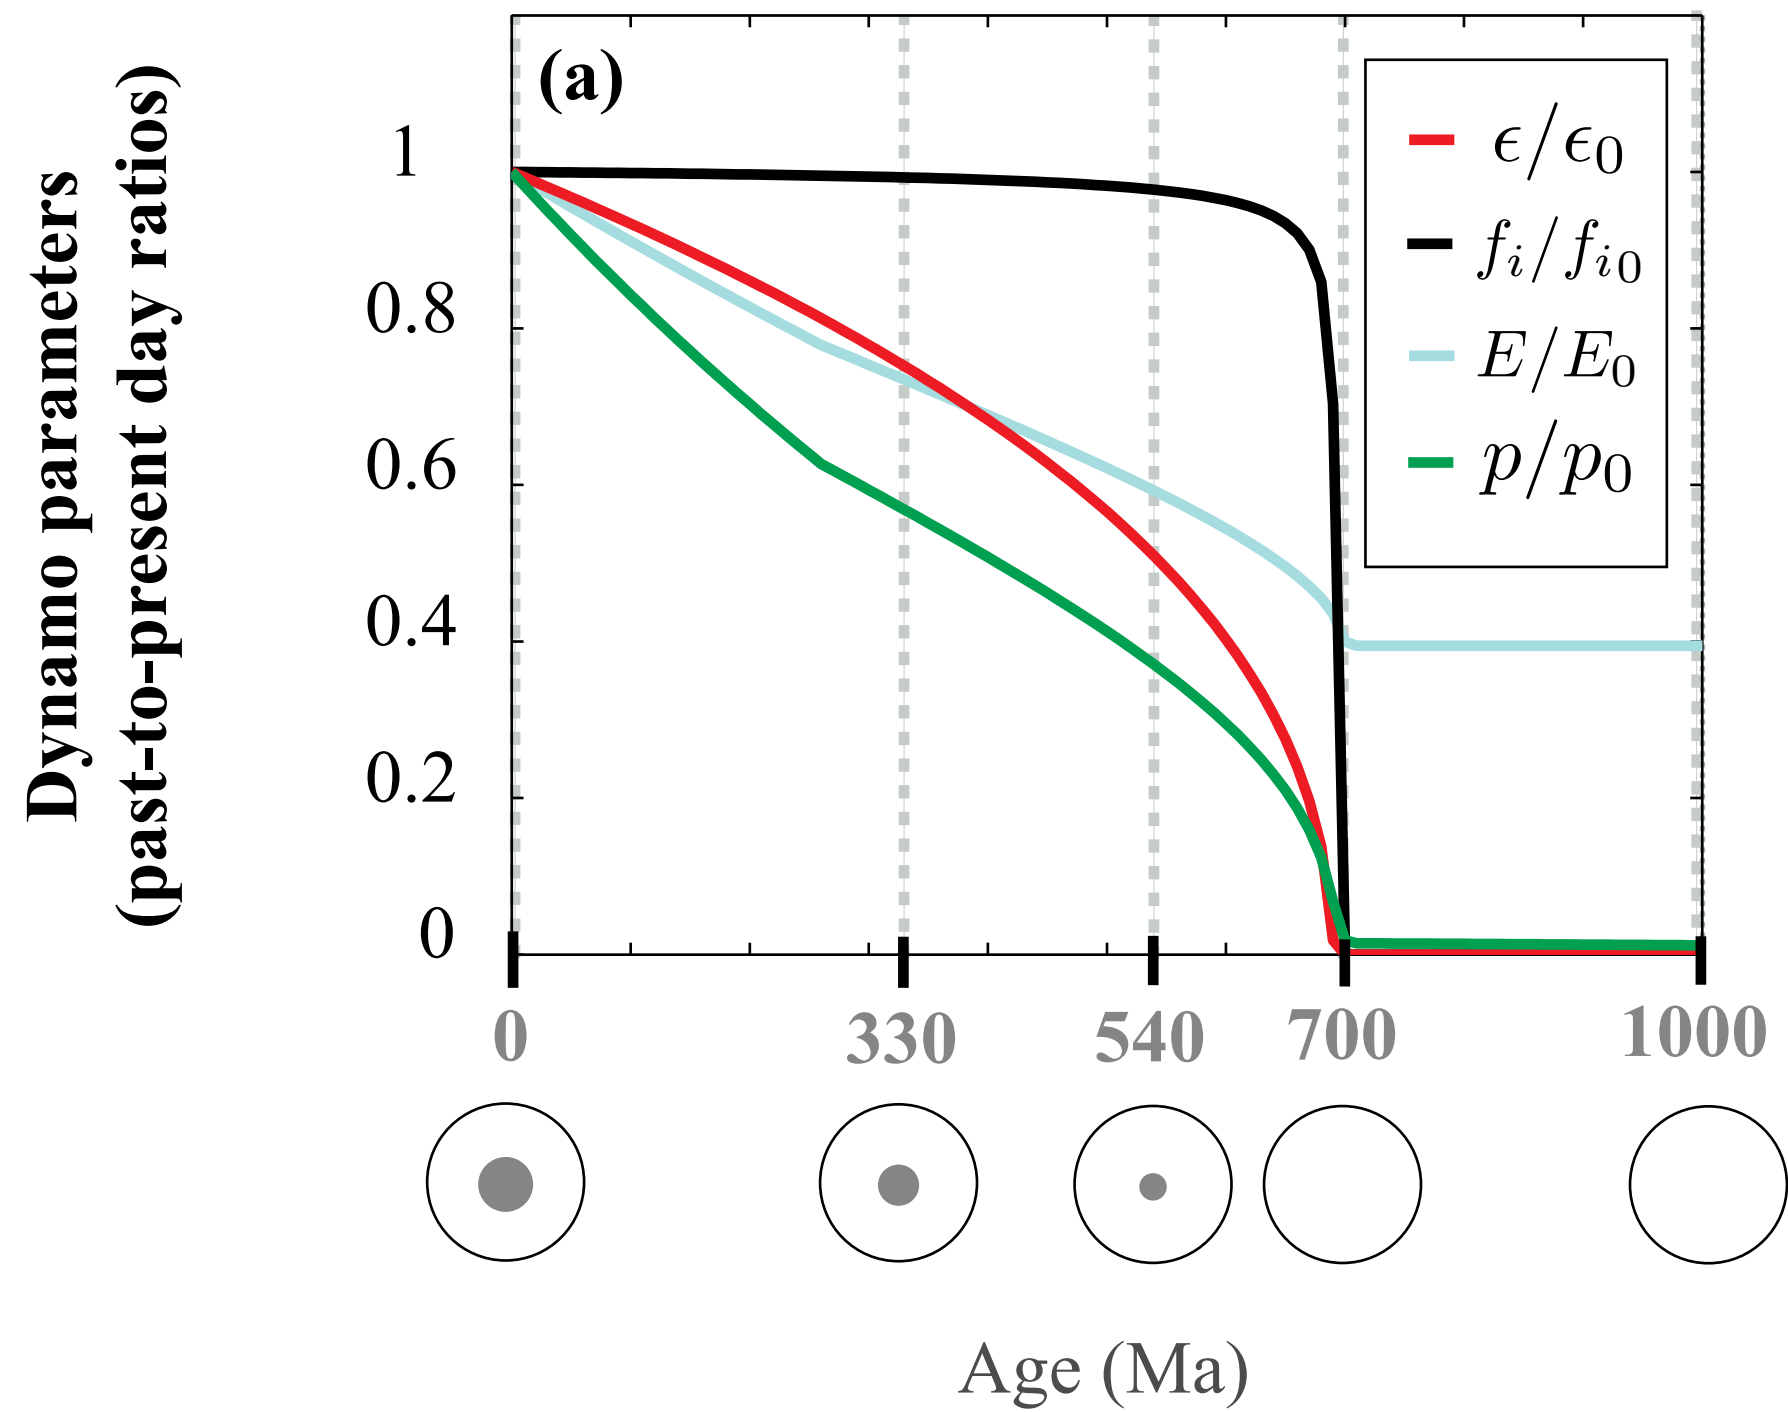 Dynamo parameters
(past-to-present day ratios)
(a)
1
0.8
0.6
0.4
0.2
0
ϵ/ϵ₀
fᵢ/fᵢ₀
E/E₀
p/p₀
0 330 540 700 1000
Age (Ma)